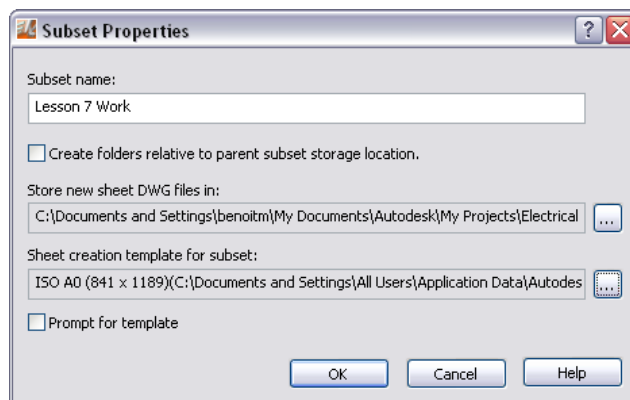 Subset Properties
Subset name:
Lesson 7 Work
Create folders relative to parent subset storage location.
Store new sheet DWG files in:
C:\Documents and Settings\benoitm\My Documents\Autodesk\My Projects\Electrical
...
Sheet creation template for subset:
ISO A0 (841 x 1189)(C:\Documents and Settings\All Users\Application Data\Autodes
...
Prompt for template
OK
Cancel
Help